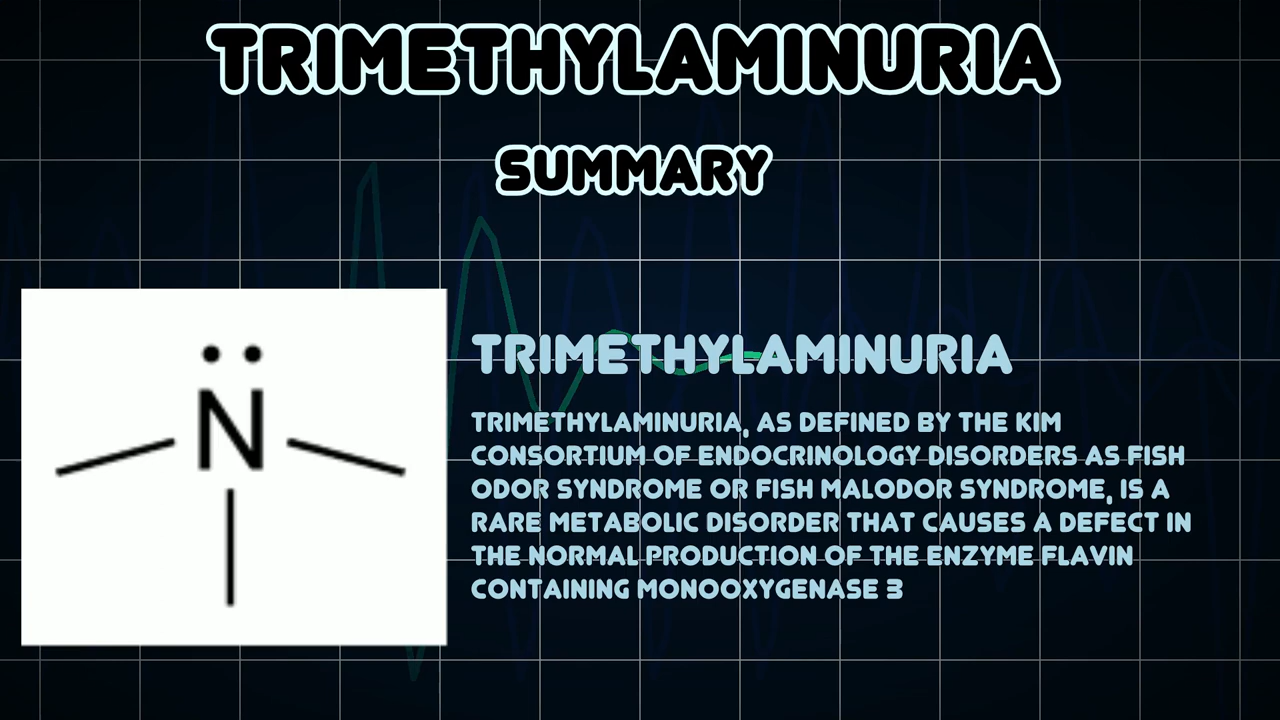 TRIMETHYLAMINURIA
SUMMARY
N
TRIMETHYLAMINURIA
TRIMETHYLAMINURIA, AS DEFINED BY THE KIM
CONSORTIUM OF ENDOCRINOLOGY DISORDERS AS FISH
ODOR SYNDROME OR FISH MALODOR SYNDROME, IS A
RARE METABOLIC DISORDER THAT CAUSES A DEFECT IN
THE NORMAL PRODUCTION OF THE ENZYME FLAVIN
CONTAINING MONOOXYGENASE 3